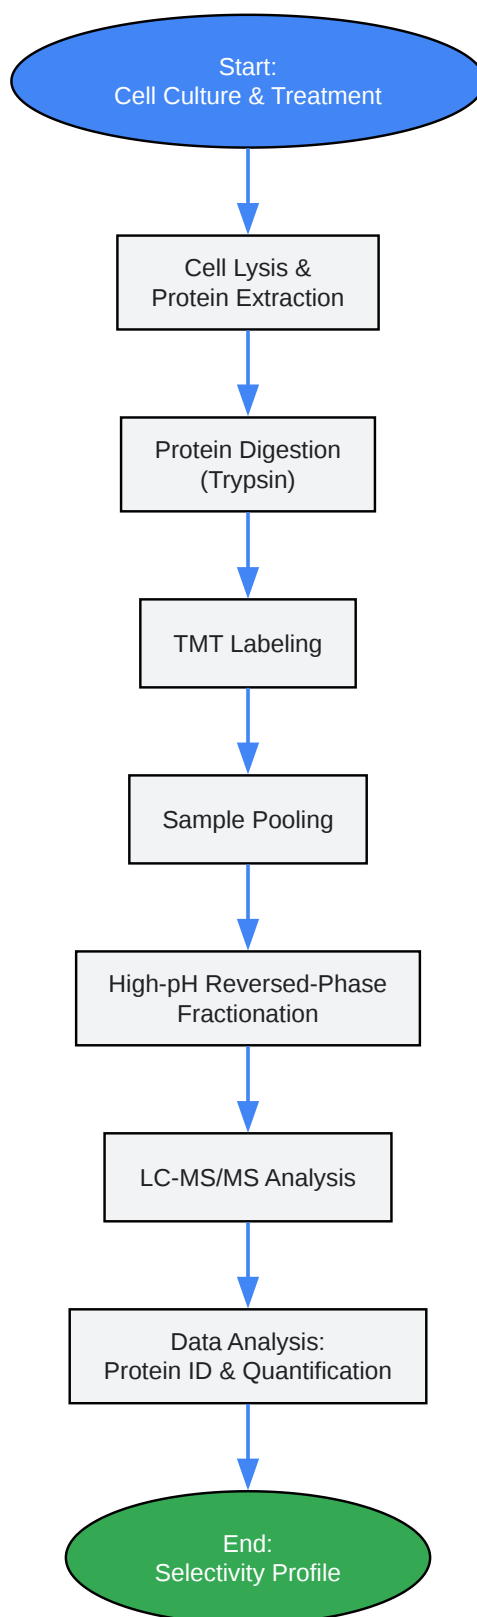 Start:
Cell Culture & Treatment
Cell Lysis &
Protein Extraction
Protein Digestion
(Trypsin)
TMT Labeling
Sample Pooling
High-pH Reversed-Phase
Fractionation
LC-MS/MS Analysis
Data Analysis:
Protein ID & Quantification
End:
Selectivity Profile